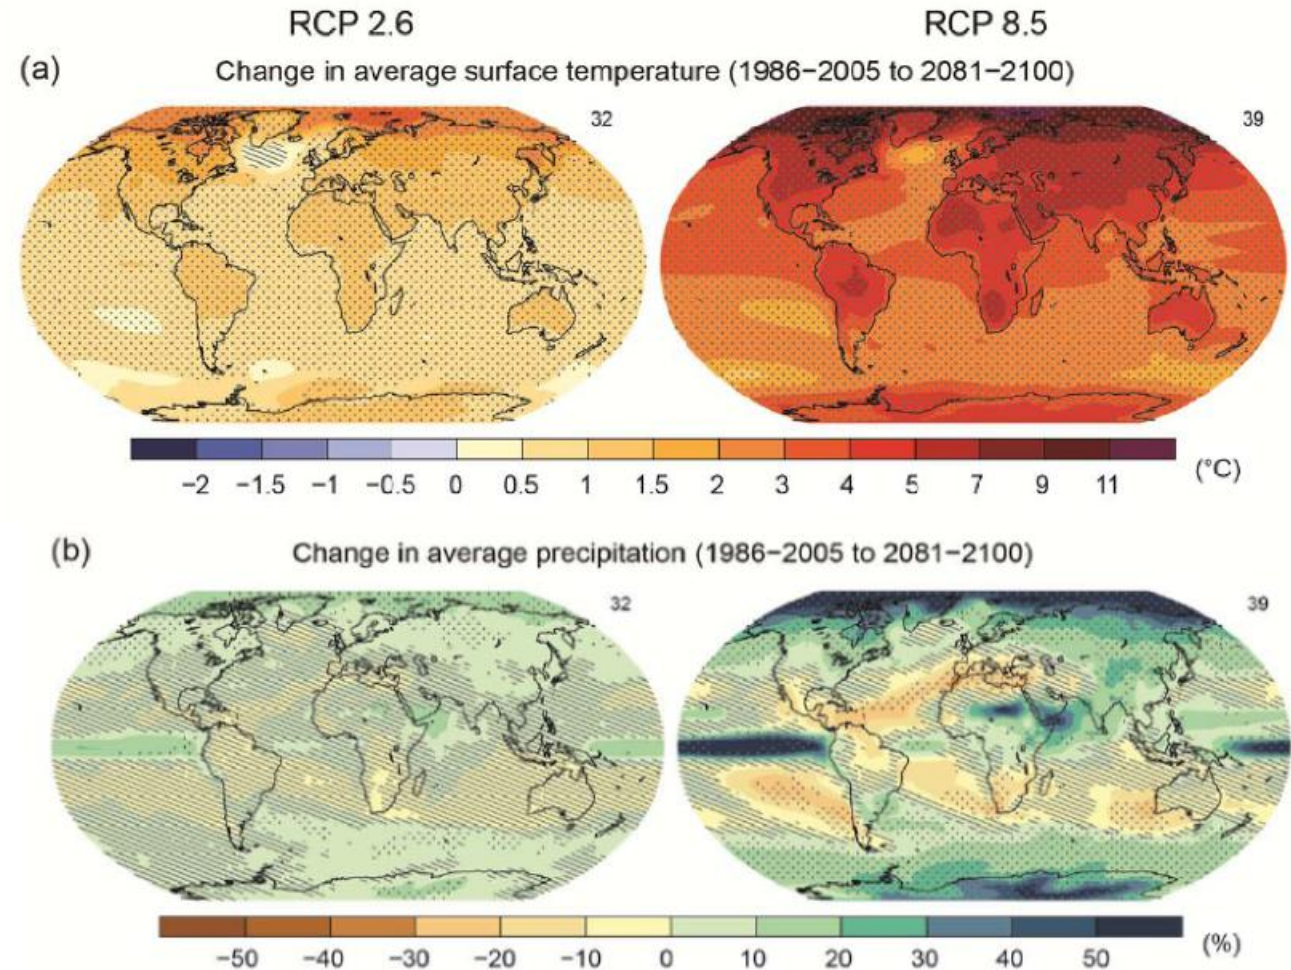 RCP 2.6 RCP 8.5
(a) Change in average surface temperature (1986−2005 to 2081−2100)
32 39
−2 −1.5 −1 −0.5 0 0.5 1 1.5 2 3 4 5 7 9 11 (°C)
(b) Change in average precipitation (1986−2005 to 2081−2100)
32 39
−50 −40 −30 −20 −10 0 10 20 30 40 50 (%)